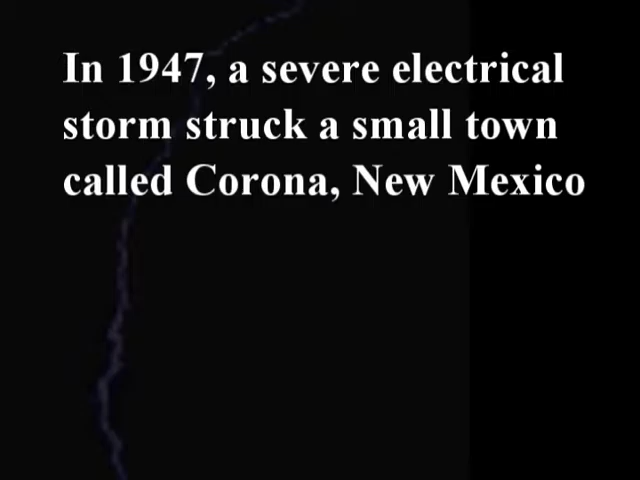 In 1947, a severe electrical
storm struck a small town
called Corona, New Mexico